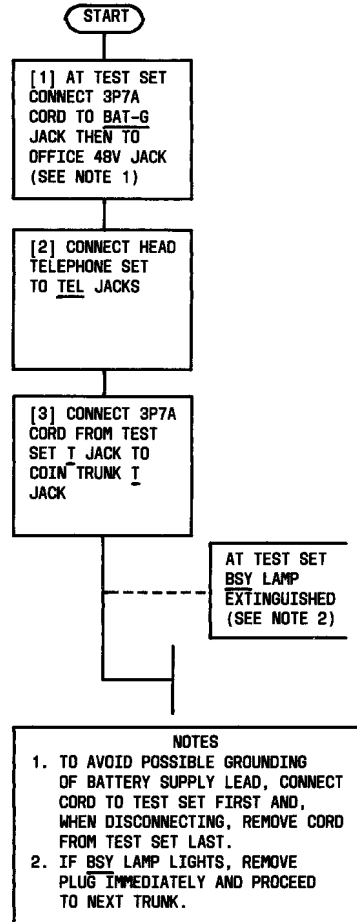 START
[1] AT TEST SET
CONNECT 3P7A
CORD TO BAT-G
JACK THEN TO
OFFICE 48V JACK
(SEE NOTE 1)
[2] CONNECT HEAD
TELEPHONE SET
TO TEL JACKS
[3] CONNECT 3P7A
CORD FROM TEST
SET T JACK TO
COIN TRUNK T
JACK
AT TEST SET
BSY LAMP
EXTINGUISHED
(SEE NOTE 2)
NOTES
1. TO AVOID POSSIBLE GROUNDING
OF BATTERY SUPPLY LEAD, CONNECT
CORD TO TEST SET FIRST AND,
WHEN DISCONNECTING, REMOVE CORD
FROM TEST SET LAST.
2. IF BSY LAMP LIGHTS, REMOVE
PLUG IMMEDIATELY AND PROCEED
TO NEXT TRUNK.